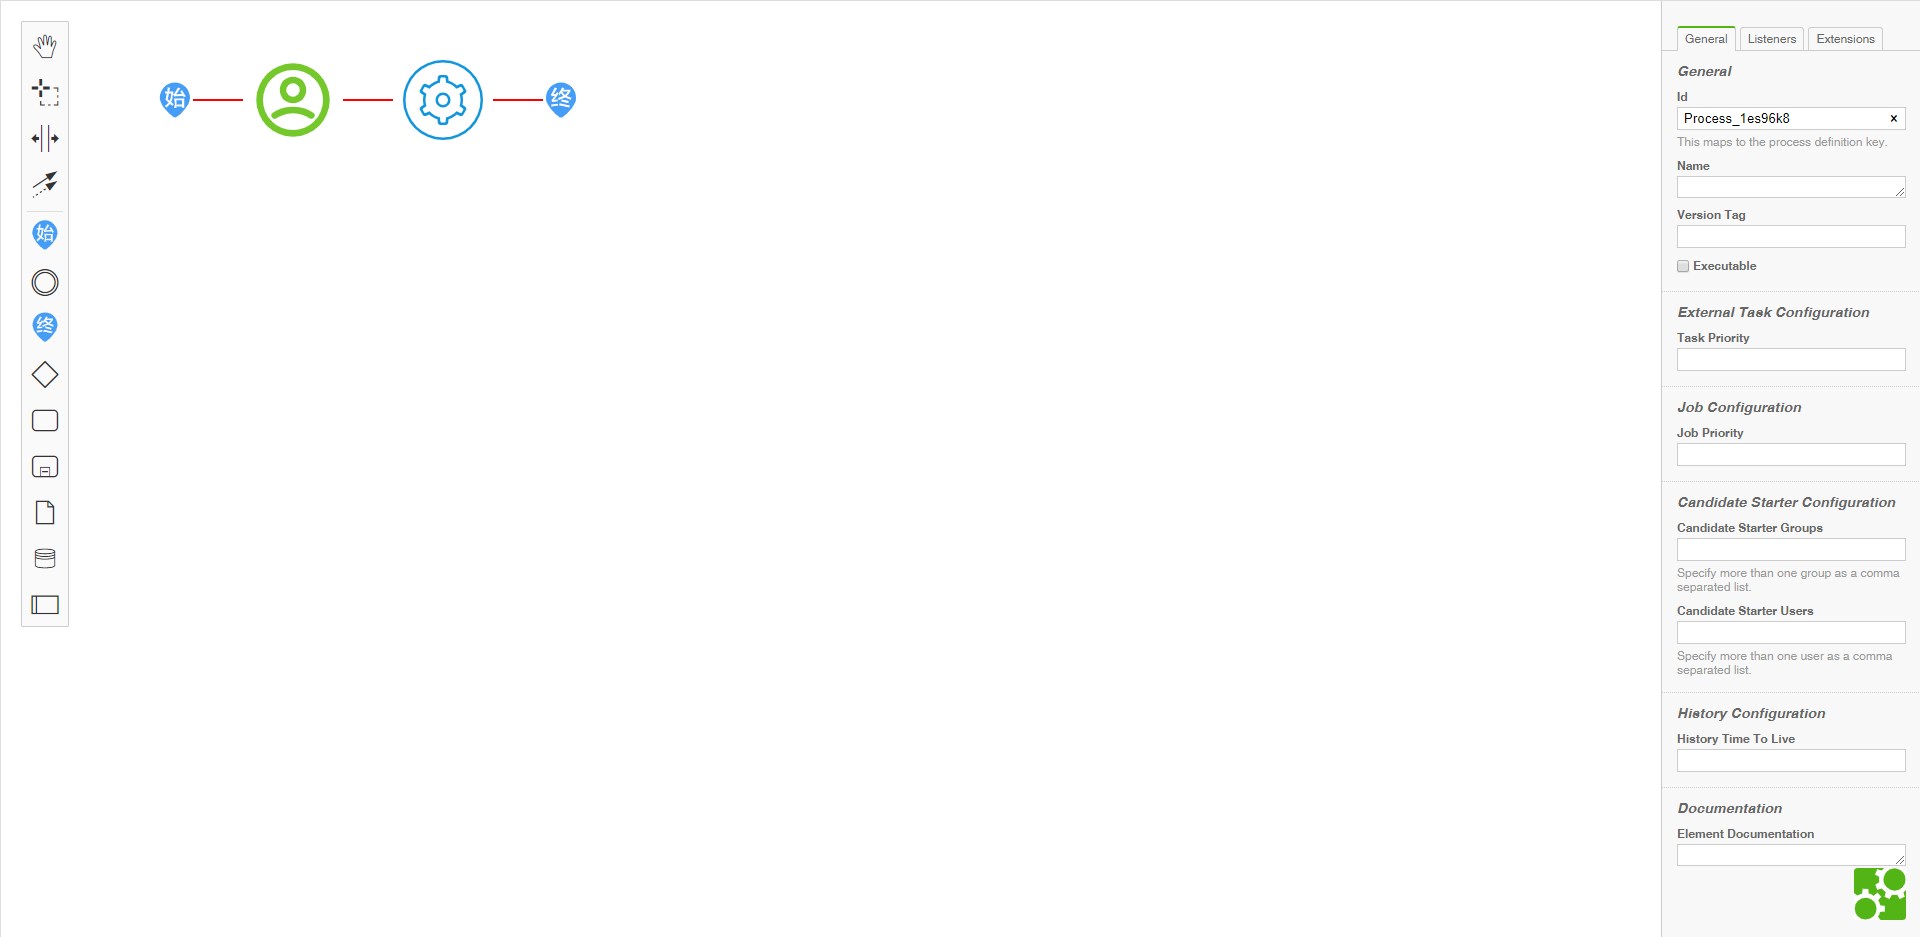 始 终
始
终
General Listeners Extensions
General
Id
Process_1es96k8 ×
This maps to the process definition key.
Name
Version Tag
Executable
External Task Configuration
Task Priority
Job Configuration
Job Priority
Candidate Starter Configuration
Candidate Starter Groups
Specify more than one group as a comma
separated list.
Candidate Starter Users
Specify more than one user as a comma
separated list.
History Configuration
History Time To Live
Documentation
Element Documentation